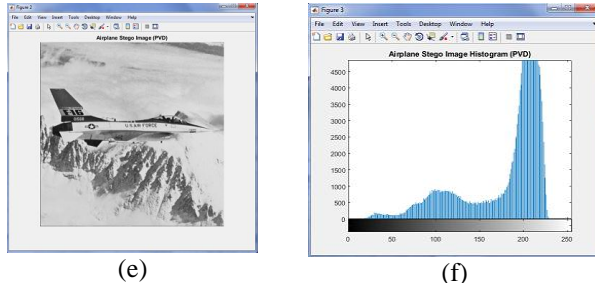 Figure 2
File Edit View Insert Tools Desktop Window Help
Airplane Stego Image (PVD)
F-16
U.S. AIR FORCE
(e)
Figure 3
File Edit View Insert Tools Desktop Window Help
Airplane Stego Image Histogram (PVD)
4500
4000
3500
3000
2500
2000
1500
1000
500
0
0 50 100 150 200 250
(f)